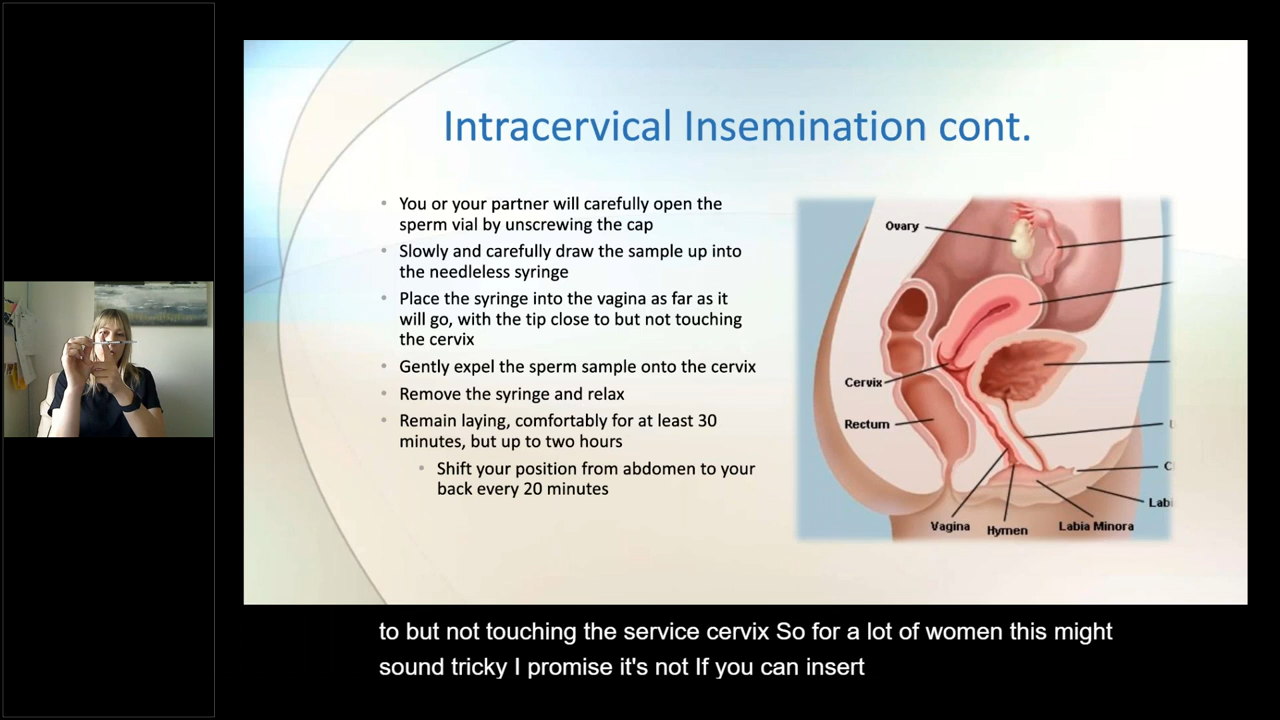 Intracervical Insemination cont.
• You or your partner will carefully open the
sperm vial by unscrewing the cap
• Slowly and carefully draw the sample up into
the needleless syringe
• Place the syringe into the vagina as far as it
will go, with the tip close to but not touching
the cervix
• Gently expel the sperm sample onto the cervix
• Remove the syringe and relax
• Remain laying, comfortably for at least 30
minutes, but up to two hours
• Shift your position from abdomen to your
back every 20 minutes
Ovary
Cervix
Rectum
Vagina
Hymen
Labia Minora
to but not touching the service cervix So for a lot of women this might
sound tricky I promise it's not If you can insert